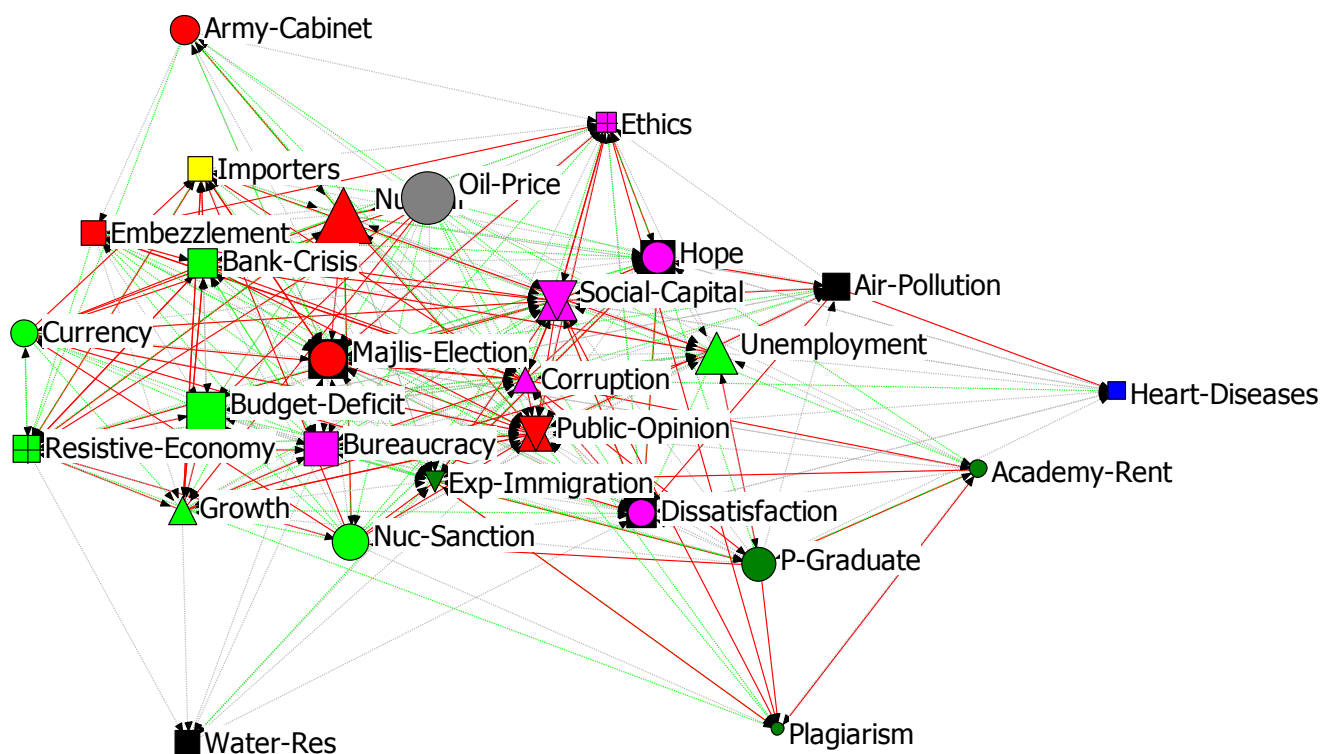 Army-Cabinet
Ethics
Importers
Oil-Price
Embezzlement
Bank-Crisis
Hope
Social-Capital
Air-Pollution
Currency
Majlis-Election
Unemployment
Corruption
Heart-Diseases
Budget-Deficit
Public-Opinion
Resistive-Economy
Bureaucracy
Academy-Rent
Exp-Immigration
Growth
Dissatisfaction
Nuc-Sanction
P-Graduate
Plagiarism
Water-Res